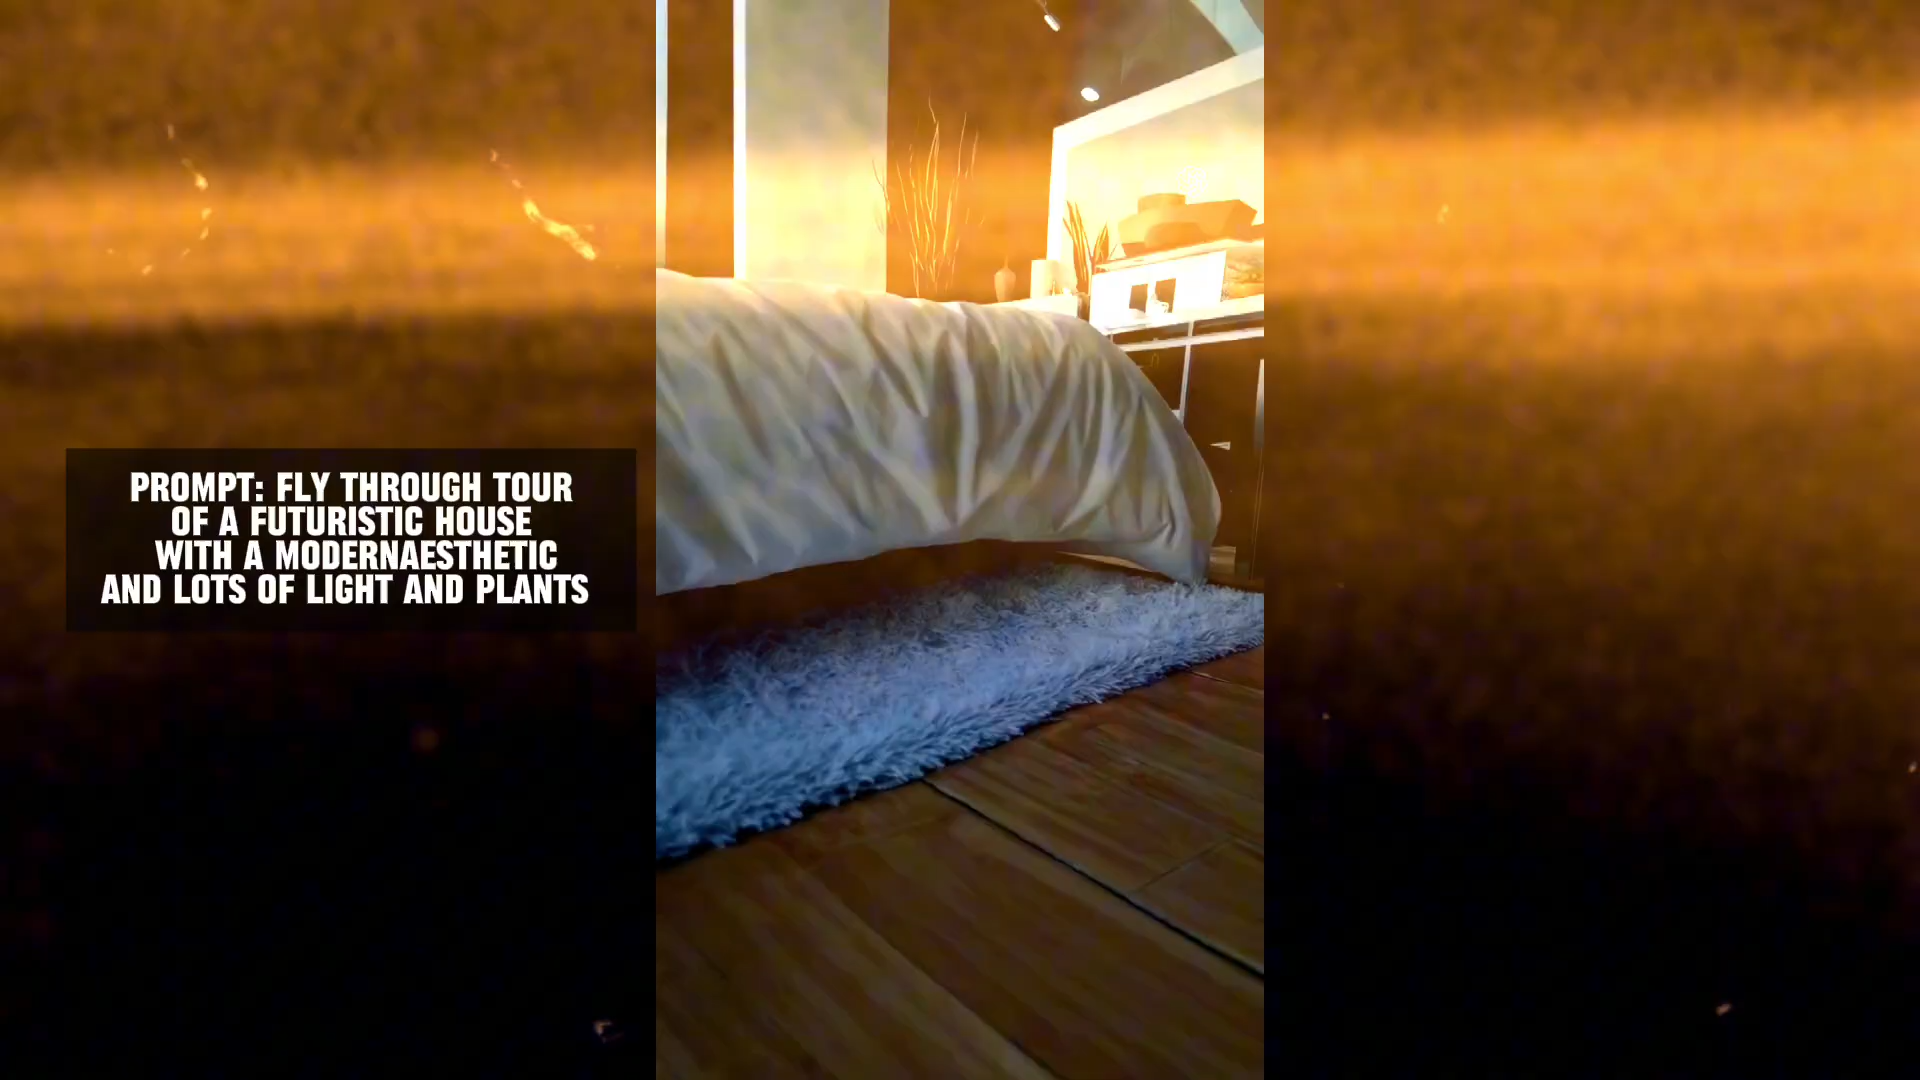 PROMPT: FLY THROUGH TOUR
OF A FUTURISTIC HOUSE
WITH A MODERNAESTHETIC
AND LOTS OF LIGHT AND PLANTS